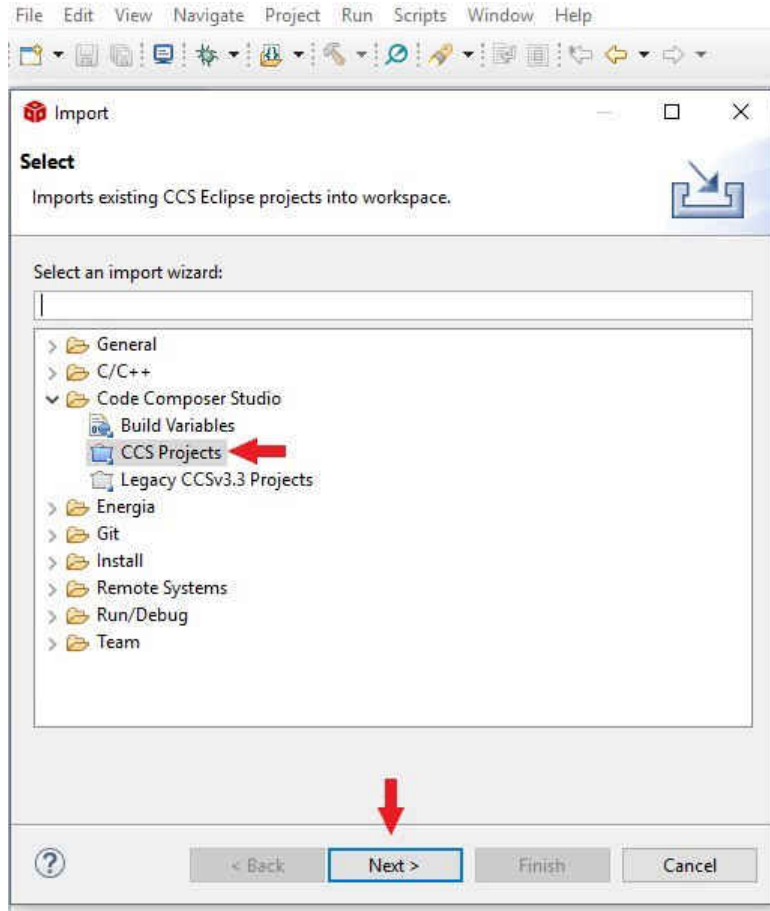 File Edit View Navigate Project Run Scripts Window Help
Import
Select
Imports existing CCS Eclipse projects into workspace.
Select an import wizard:
General
C/C++
Code Composer Studio
Build Variables
CCS Projects
Legacy CCSv3.3 Projects
Energia
Git
Install
Remote Systems
Run/Debug
Team
? < Back Next > Finish Cancel